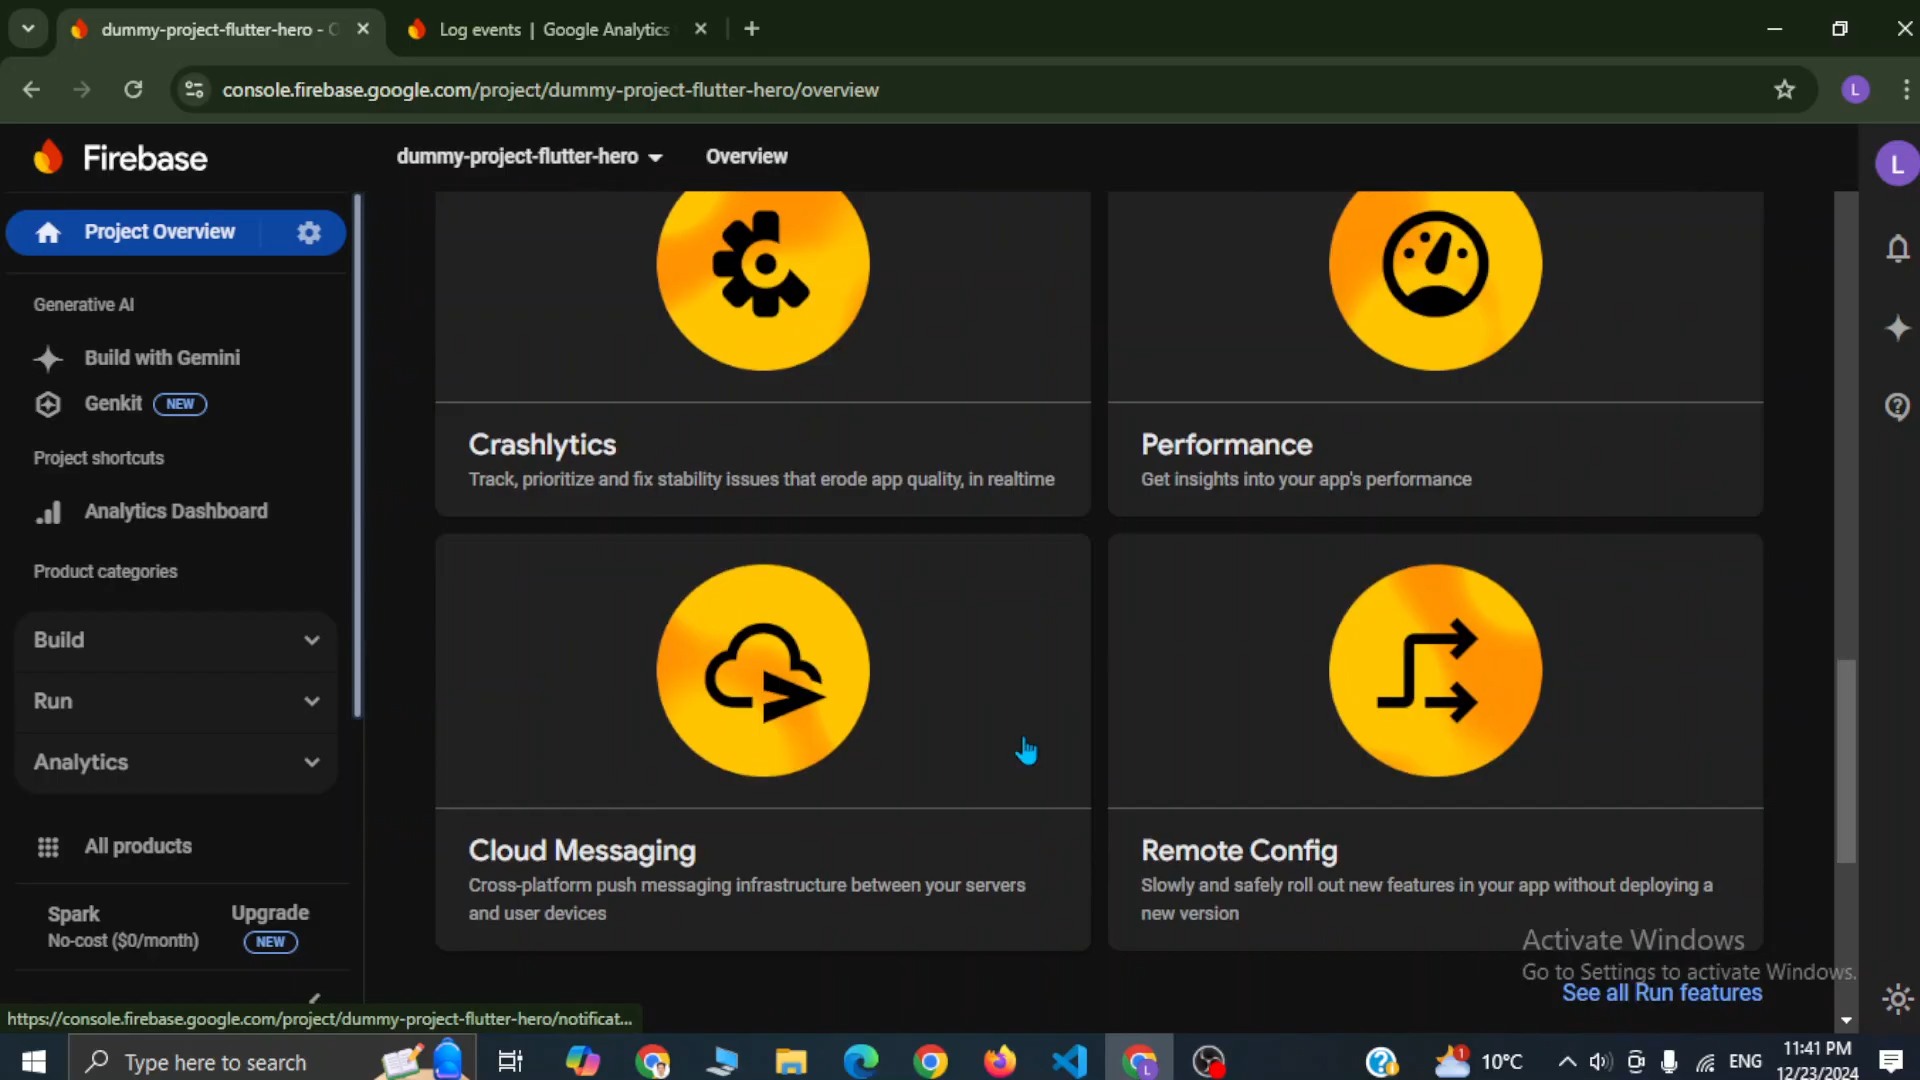 dummy-project-flutter-hero -
Log events | Google Analytics
console.firebase.google.com/project/dummy-project-flutter-hero/overview
L
Firebase
dummy-project-flutter-hero
Overview
L
Project Overview
Generative AI
Build with Gemini
Genkit NEW
Project shortcuts
Analytics Dashboard
Product categories
Build
Run
Analytics
All products
Spark
No-cost ($0/month)
Upgrade
NEW
Crashlytics
Track, prioritize and fix stability issues that erode app quality, in realtime
Performance
Get insights into your app's performance
Cloud Messaging
Cross-platform push messaging infrastructure between your servers
and user devices
Remote Config
Slowly and safely roll out new features in your app without deploying a
new version
Activate Windows
Go to Settings to activate Windows.
See all Run features
https://console.firebase.google.com/project/dummy-project-flutter-hero/notificat...
Type here to search
L
1
10°C
ENG
11:41 PM
12/23/2024